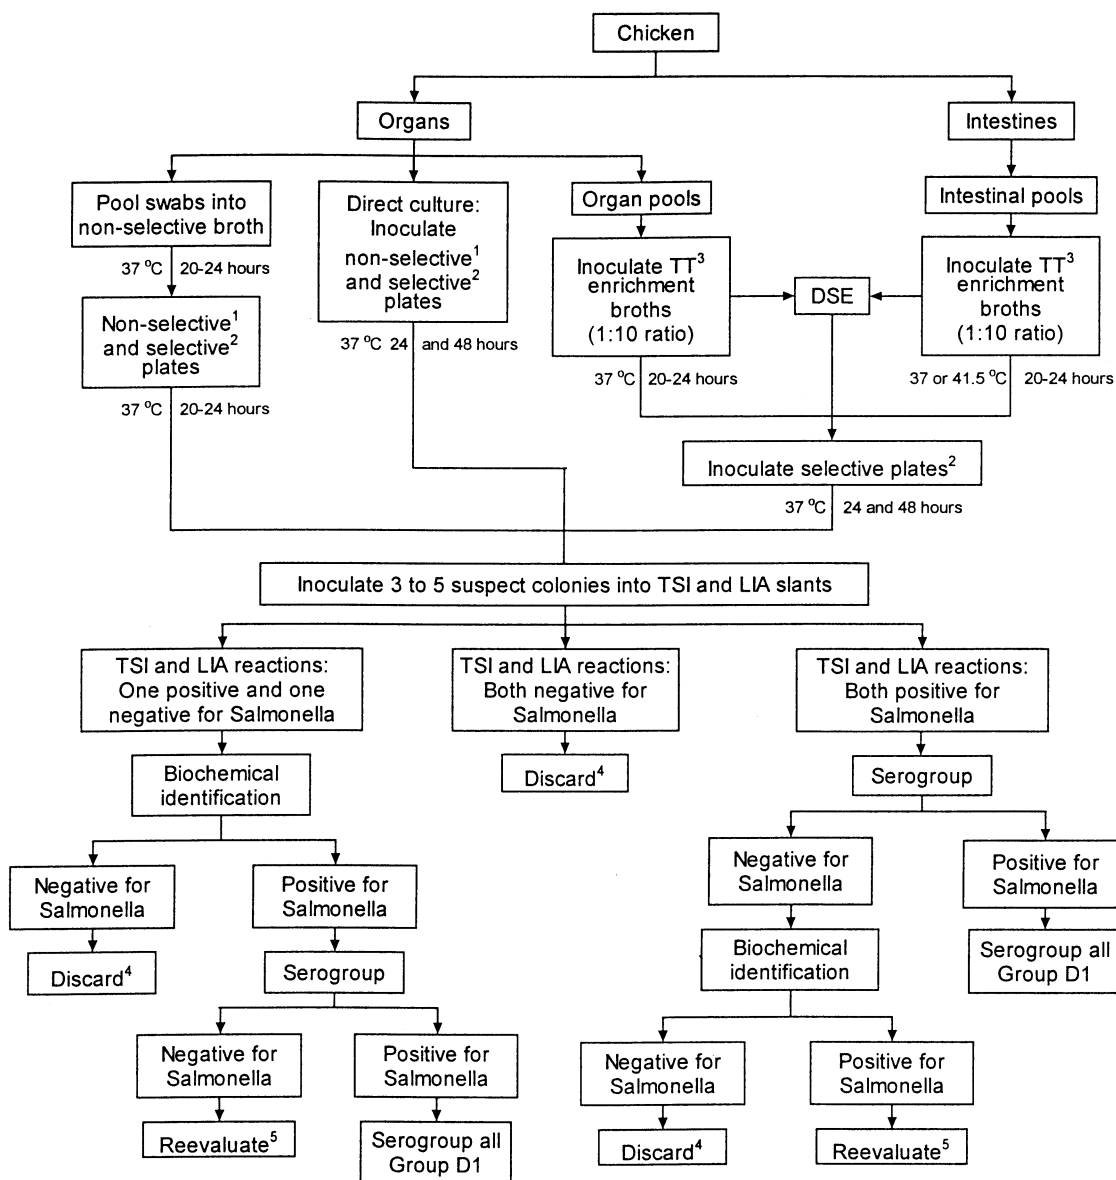 Chicken
Organs
Intestines
Pool swabs into
non-selective broth
Direct culture:
Inoculate
non-selective¹
and selective²
plates
Organ pools
Intestinal pools
37 °C 20-24 hours
Inoculate TT³
enrichment
broths
(1:10 ratio)
DSE
Inoculate TT³
enrichment
broths
(1:10 ratio)
Non-selective¹
and selective²
plates
37 °C 24 and 48 hours
37 °C 20-24 hours
37 or 41.5 °C 20-24 hours
37 °C 20-24 hours
Inoculate selective plates²
37 °C 24 and 48 hours
Inoculate 3 to 5 suspect colonies into TSI and LIA slants
TSI and LIA reactions:
One positive and one
negative for Salmonella
TSI and LIA reactions:
Both negative for
Salmonella
TSI and LIA reactions:
Both positive for
Salmonella
Biochemical
identification
Discard⁴
Serogroup
Negative for
Salmonella
Positive for
Salmonella
Negative for
Salmonella
Positive for
Salmonella
Discard⁴
Serogroup
Biochemical
identification
Serogroup all
Group D1
Negative for
Salmonella
Positive for
Salmonella
Negative for
Salmonella
Positive for
Salmonella
Reevaluate⁵
Serogroup all
Group D1
Discard⁴
Reevaluate⁵